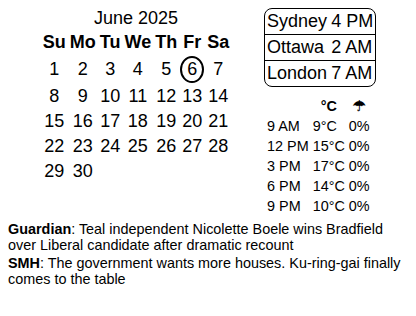 June 2025
Su Mo Tu We Th Fr Sa
1 2 3 4 5 6 7
8 9 10 11 12 13 14
15 16 17 18 19 20 21
22 23 24 25 26 27 28
29 30
Sydney 4 PM
Ottawa 2 AM
London 7 AM
°C ☂
9 AM 9°C 0%
12 PM 15°C 0%
3 PM 17°C 0%
6 PM 14°C 0%
9 PM 10°C 0%
Guardian: Teal independent Nicolette Boele wins Bradfield
over Liberal candidate after dramatic recount
SMH: The government wants more houses. Ku-ring-gai finally
comes to the table